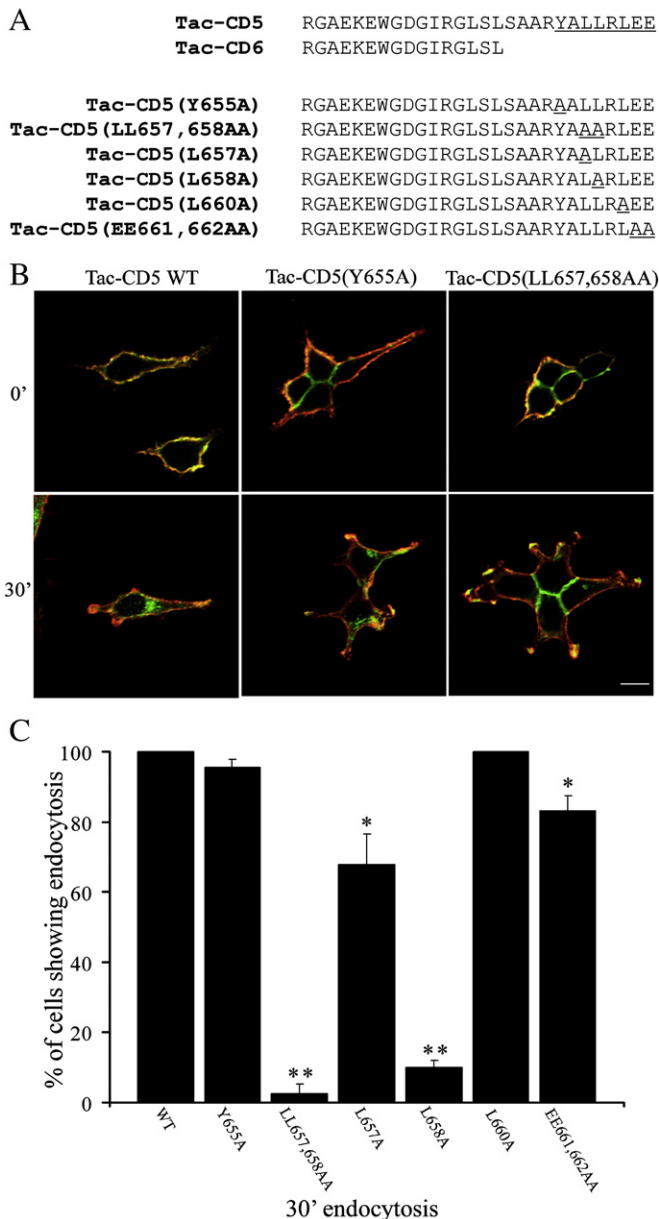 A
Tac-CD5 RGAEKEWGDGIRGLSLSAARYALLRLEE
Tac-CD6 RGAEKEWGDGIRGLSL
Tac-CD5(Y655A) RGAEKEWGDGIRGLSLSAARAALLRLEE
Tac-CD5(LL657,658AA) RGAEKEWGDGIRGLSLSAARYAAARLEE
Tac-CD5(L657A) RGAEKEWGDGIRGLSLSAARYAALRLEE
Tac-CD5(L658A) RGAEKEWGDGIRGLSLSAARYALARLEE
Tac-CD5(L660A) RGAEKEWGDGIRGLSLSAARYALLRAEE
Tac-CD5(EE661,662AA) RGAEKEWGDGIRGLSLSAARYALLRLAA
B
Tac-CD5 WT Tac-CD5(Y655A) Tac-CD5(LL657,658AA)
0'
30'
C
% of cells showing endocytosis
100
80
60
40
20
0
** * ** *
WT Y655A LL657,658AA L657A L658A L660A EE661,662AA
30' endocytosis